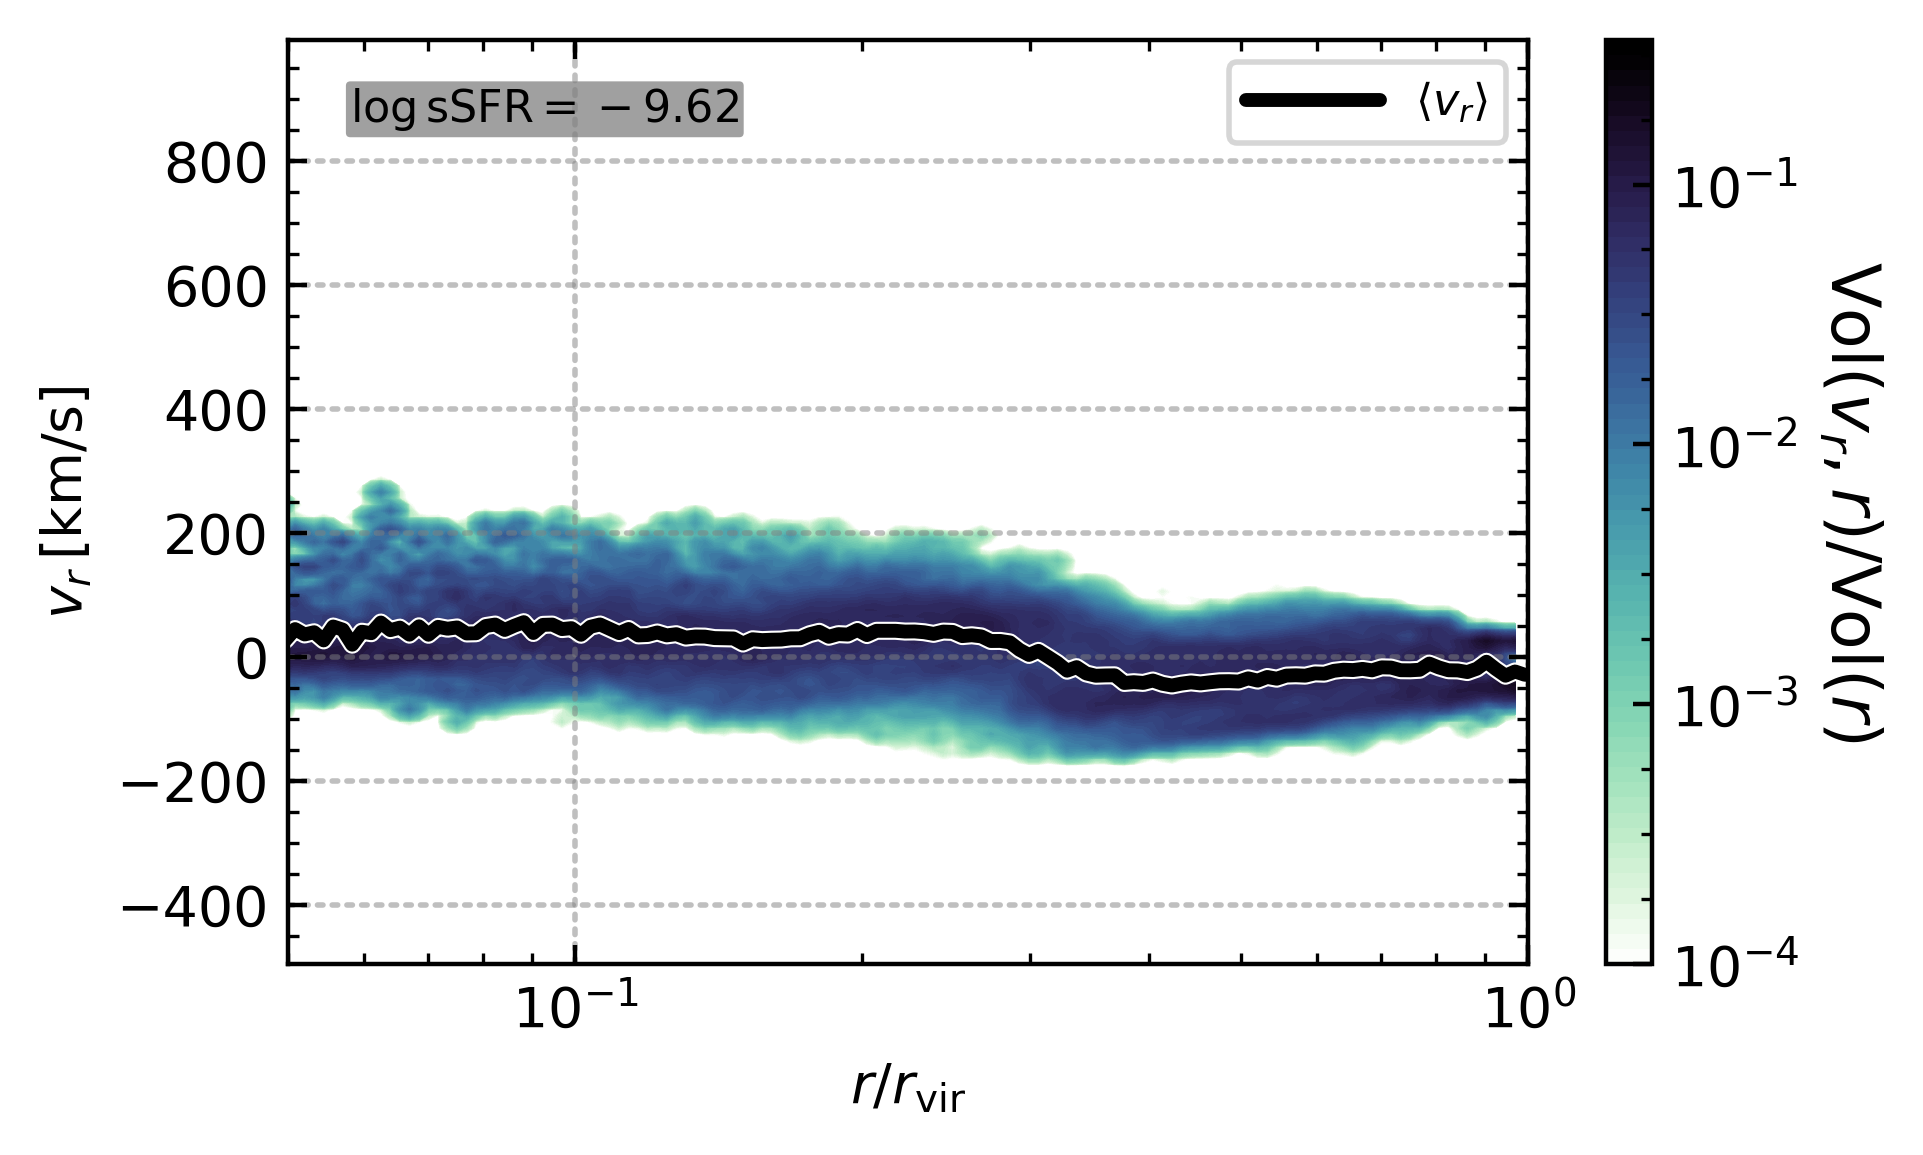 log sSFR = −9.62
⟨v_r⟩
800
600
400
200
0
−200
−400
v_r [km/s]
10^−1
10^0
r/r_vir
10^−1
10^−2
10^−3
10^−4
Vol(v_r, r)/Vol(r)